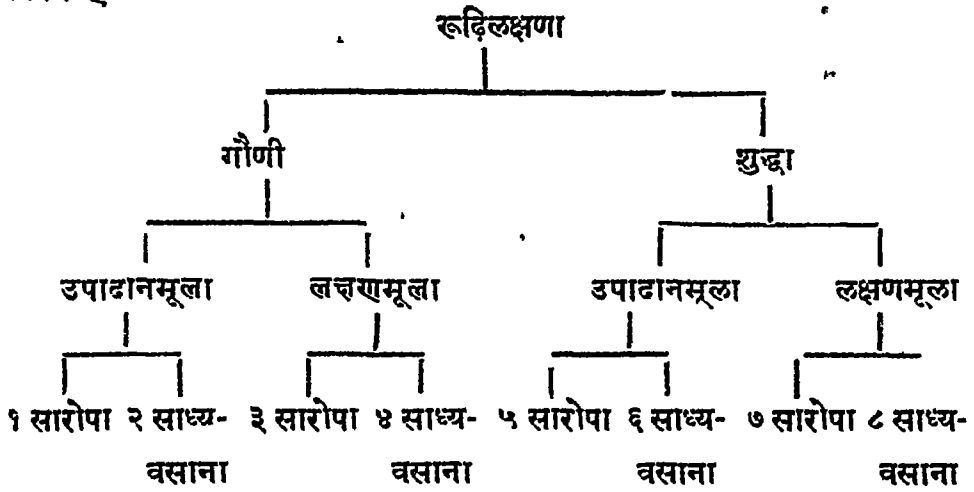 रूढ़िलक्षणा
गौणी शुद्धा
उपादानमूला लक्षणमूला उपादानमूला लक्षणमूला
१ सारोपा २ साध्य- ३ सारोपा ४ साध्य- ५ सारोपा ६ साध्य- ७ सारोपा ८ साध्य-
वसाना वसाना वसाना वसाना